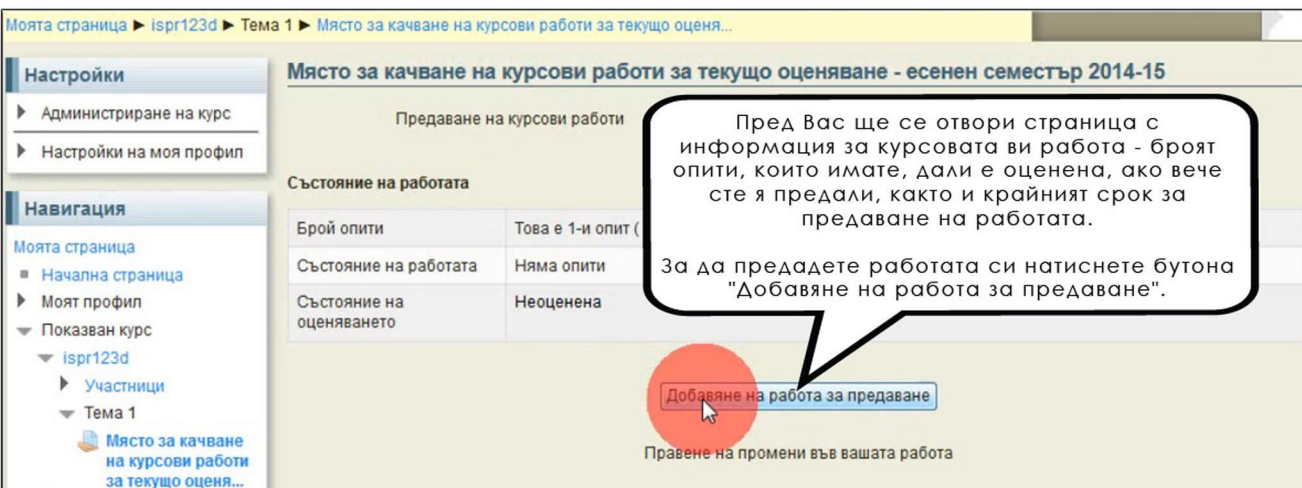 Моята страница ► ispr123d ► Тема 1 ► Място за качване на курсови работи за текущо оценя...
Настройки
Администриране на курс
Настройки на моя профил
Навигация
Моята страница
Начална страница
Моят профил
Показван курс
ispr123d
Участници
Тема 1
Място за качване
на курсови работи
за текущо оценя...
Място за качване на курсови работи за текущо оценяване - есенен семестър 2014-15
Предаване на курсови работи
Състояние на работата
Брой опити Това е 1-и опит (
Състояние на работата Няма опити
Състояние на Неоценена
оценяването
Пред Вас ще се отвори страница с
информация за курсовата ви работа - броят
опити, които имате, дали е оценена, ако вече
сте я предали, както и крайният срок за
предаване на работата.
За да предадете работата си натиснете бутона
"Добавяне на работа за предаване".
Добавяне на работа за предаване
Правене на промени във вашата работа